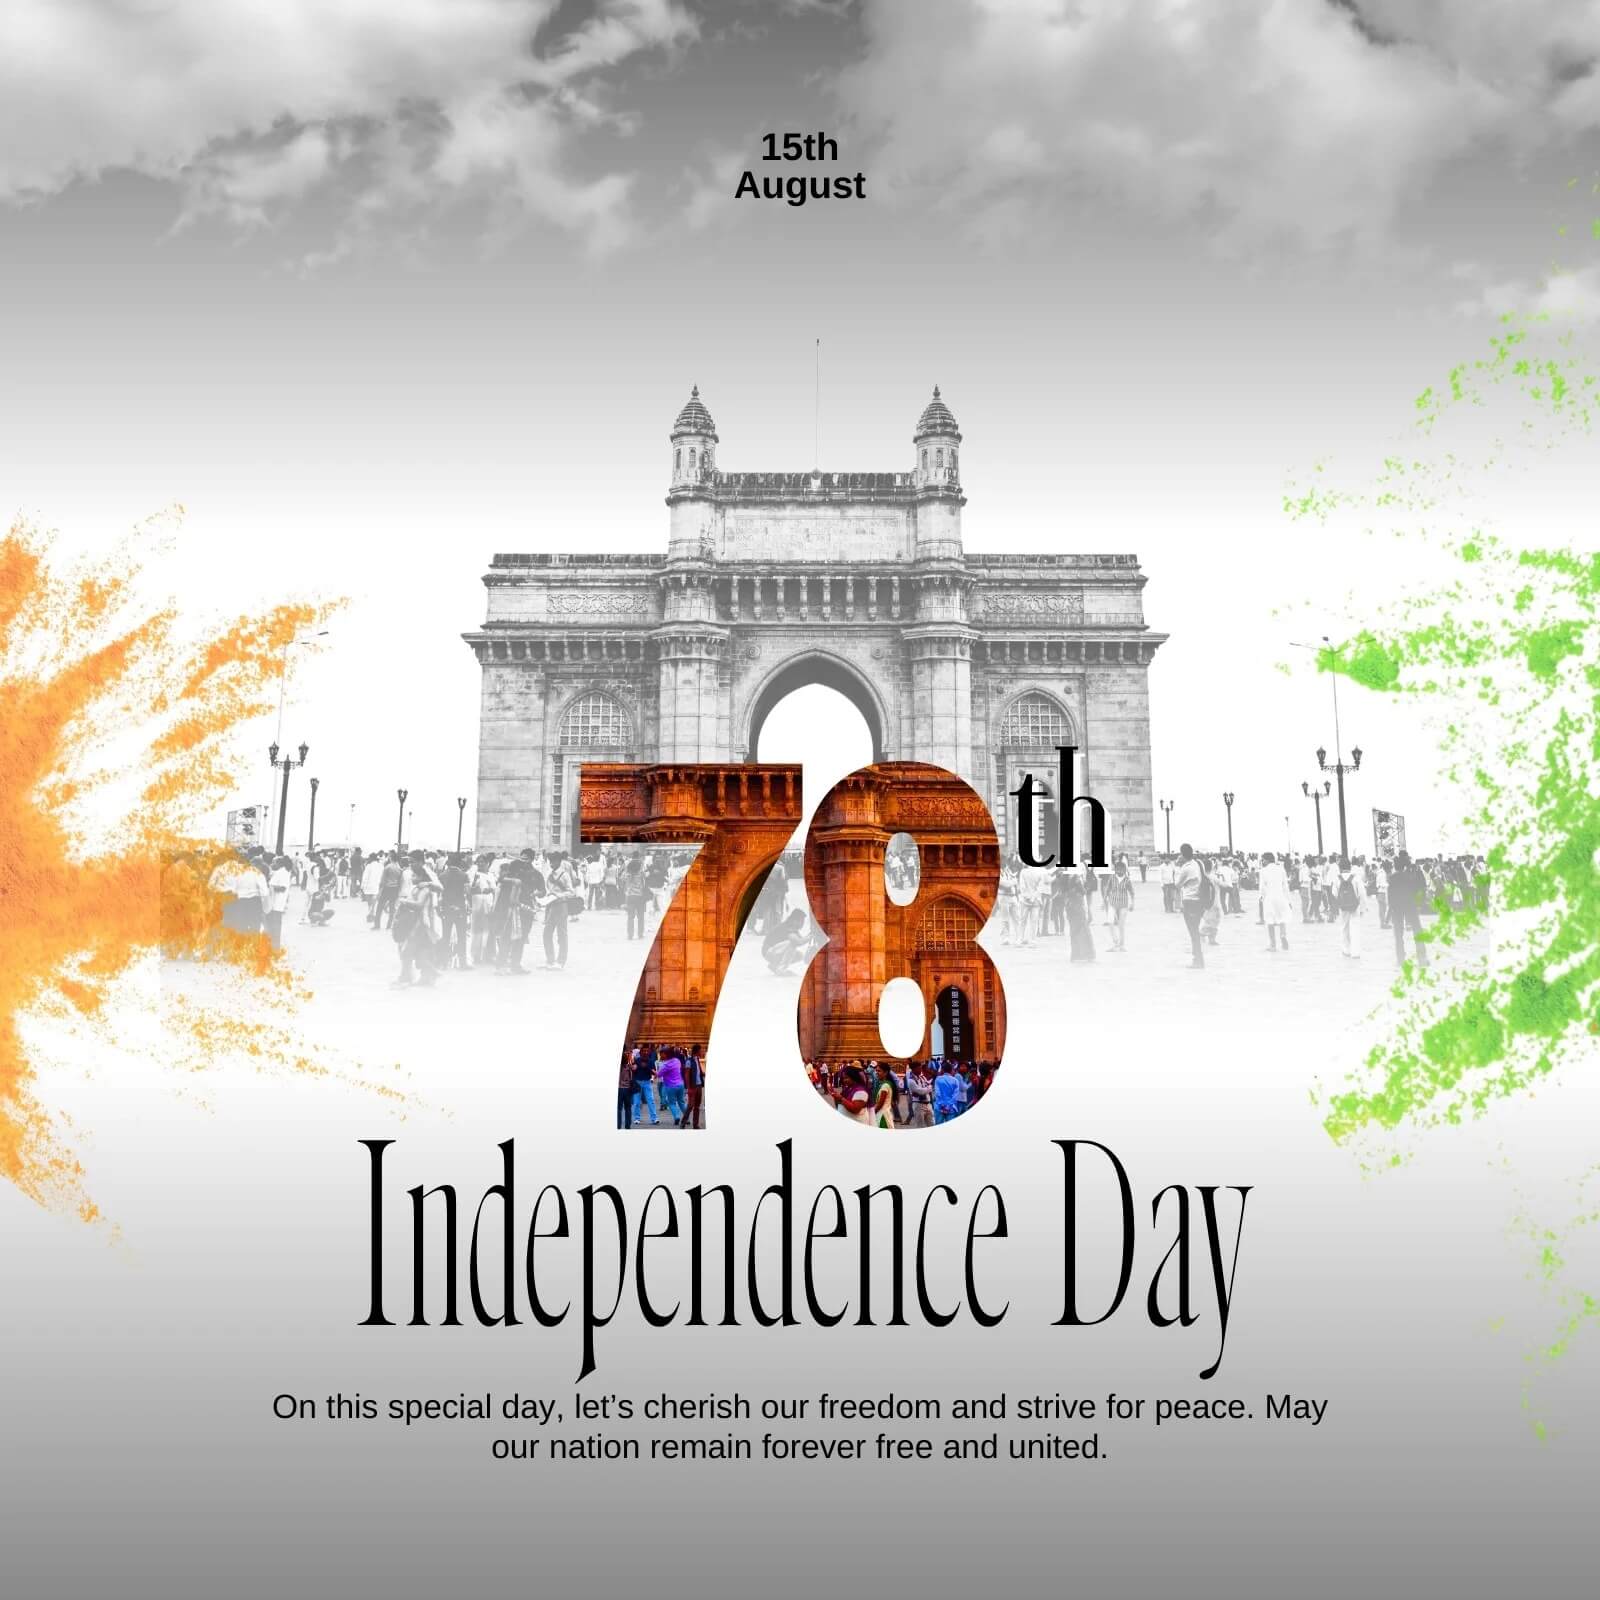 15th
August
78th
Independence Day
On this special day, let’s cherish our freedom and strive for peace. May
our nation remain forever free and united.